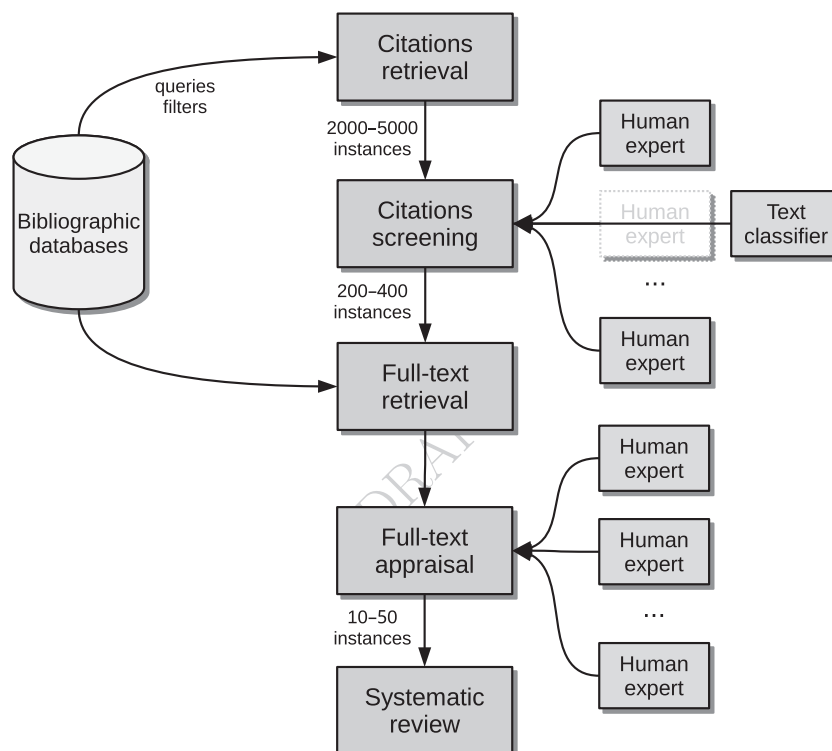 Citations
retrieval
queries
filters
2000–5000
instances
Human
expert
Bibliographic
databases
Citations
screening
Human
expert
Text
classifier
...
200–400
instances
Human
expert
Full-text
retrieval
DRAF
Human
expert
Full-text
appraisal
Human
expert
...
10–50
instances
Human
expert
Systematic
review